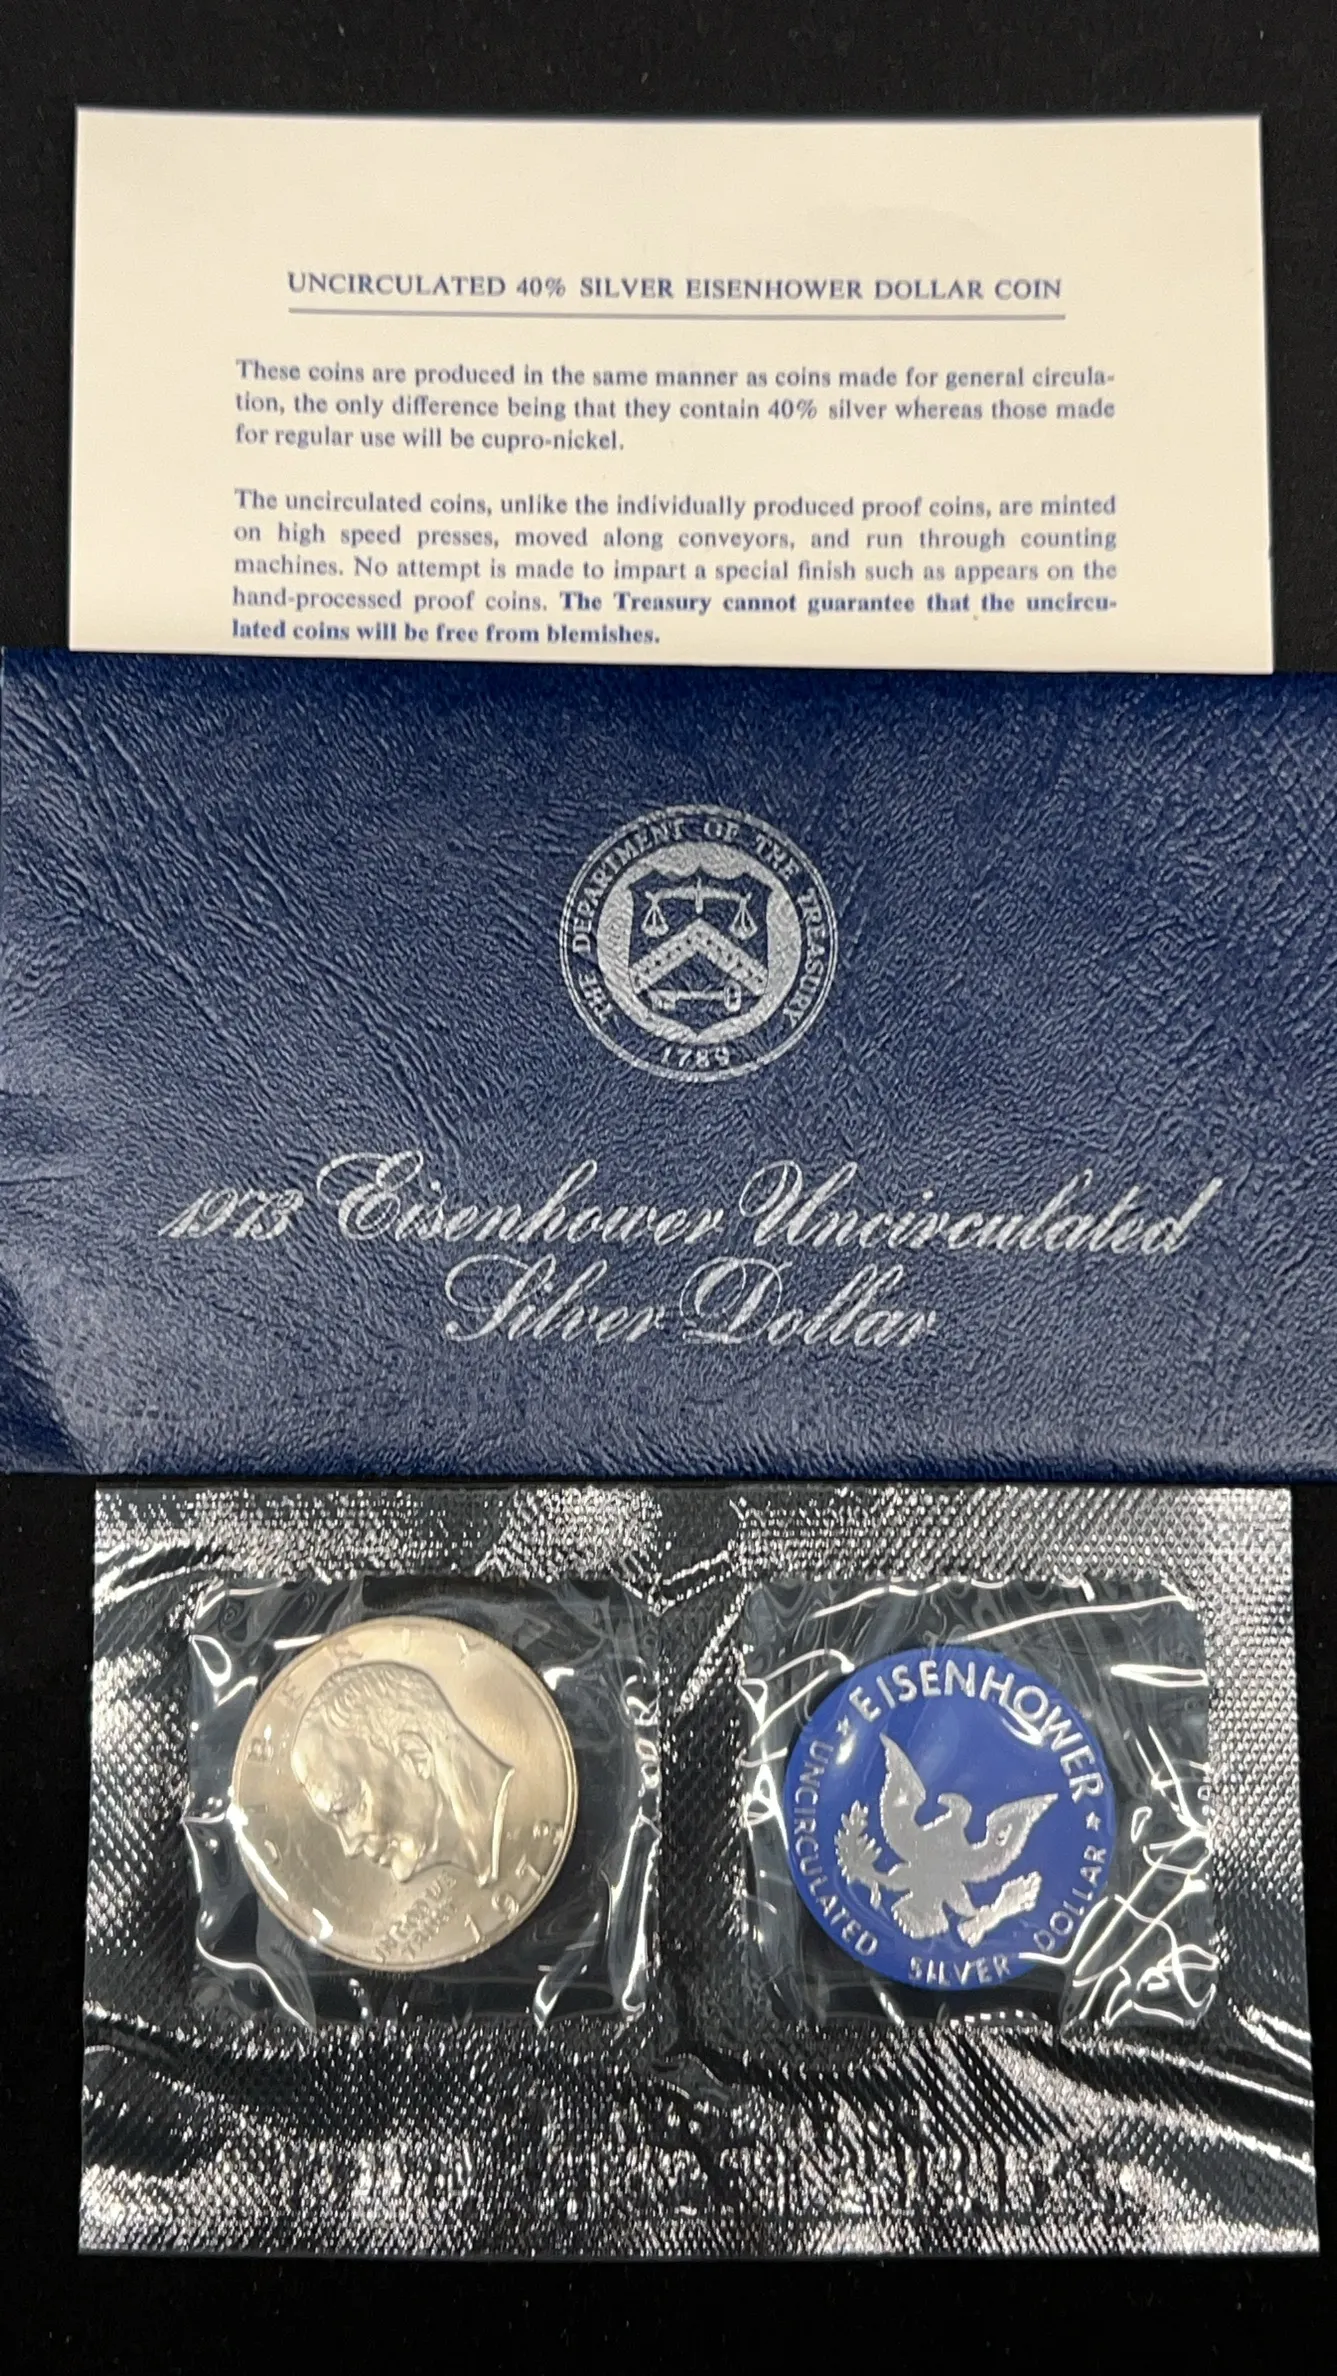 UNCIRCULATED 40% SILVER EISENHOWER DOLLAR COIN
These coins are produced in the same manner as coins made for general circula-
tion, the only difference being that they contain 40% silver whereas those made
for regular use will be cupro-nickel.
The uncirculated coins, unlike the individually produced proof coins, are minted
on high speed presses, moved along conveyors, and run through counting
machines. No attempt is made to impart a special finish such as appears on the
hand-processed proof coins. The Treasury cannot guarantee that the uncircu-
lated coins will be free from blemishes.
THE DEPARTMENT OF THE TREASURY
1789
1973 Eisenhower Uncirculated
Silver Dollar
LIBERTY
IN GOD WE
TRUST
1973
★ EISENHOWER ★
UNCIRCULATED SILVER DOLLAR